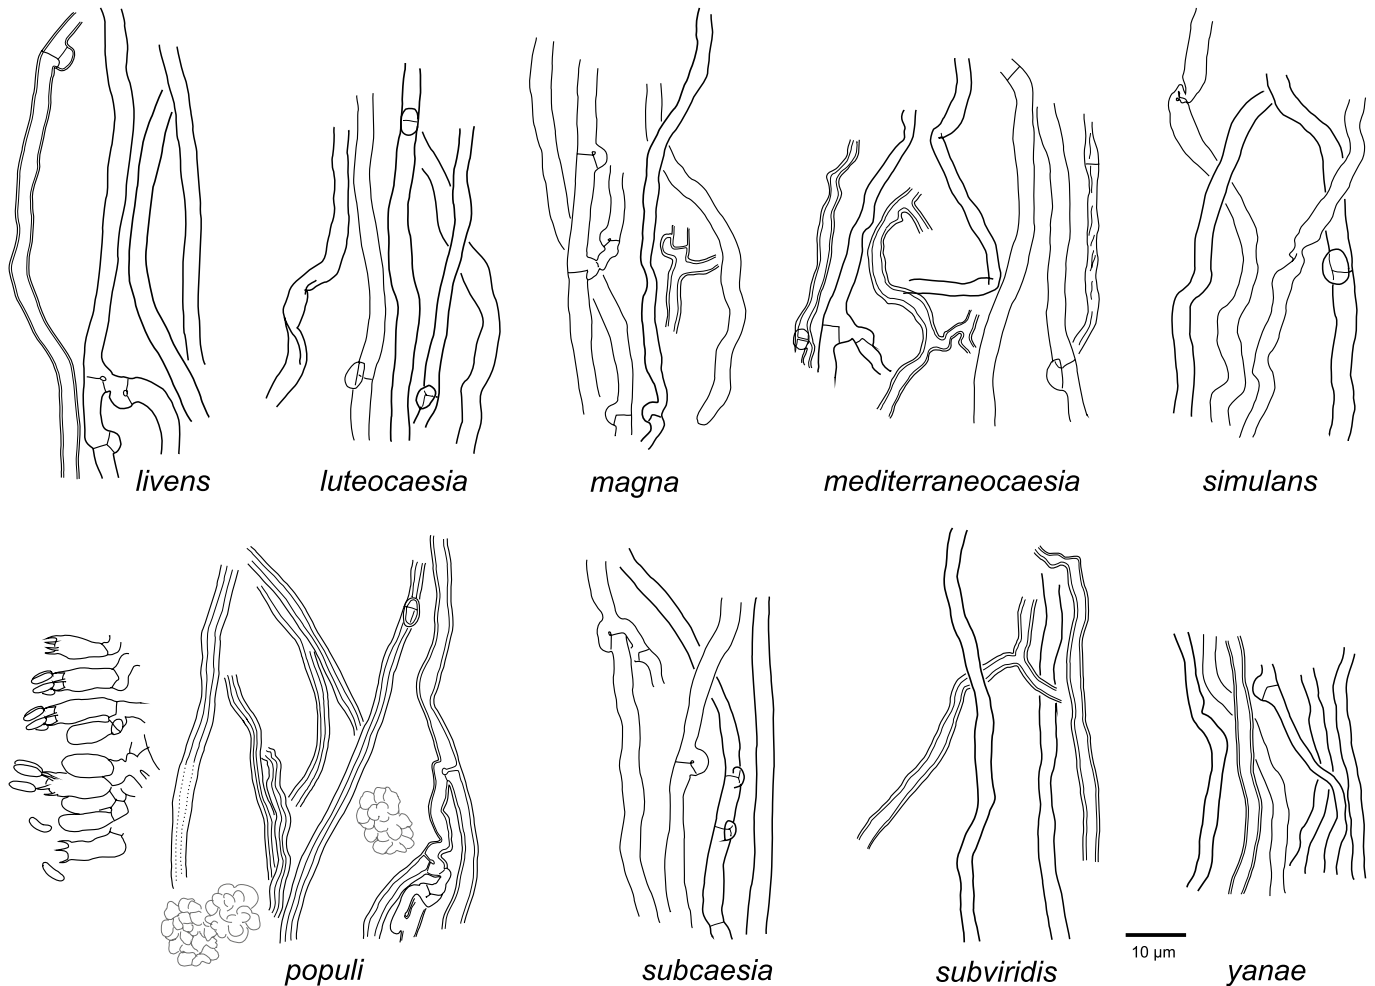 livens
luteocaesia
magna
mediterraneocaesia
simulans
populi
subcaesia
subviridis
10 µm
yanae